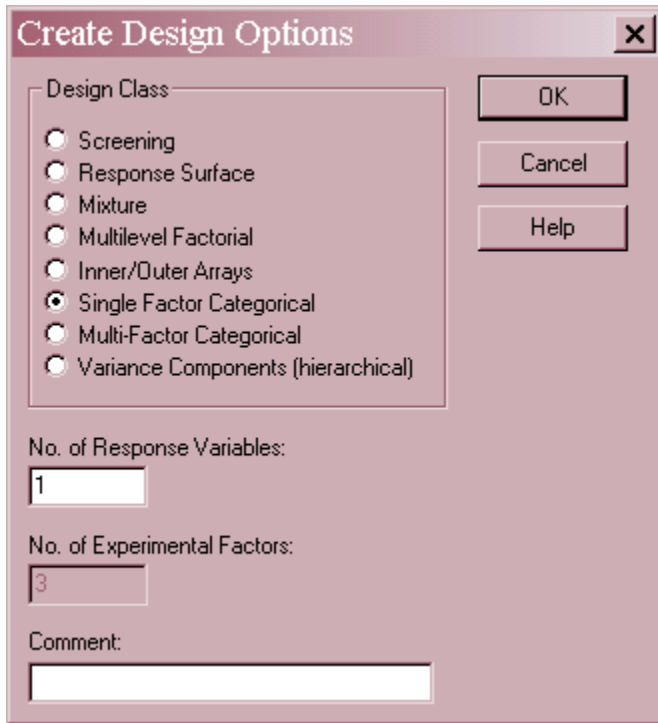 Create Design Options
Design Class
Screening
Response Surface
Mixture
Multilevel Factorial
Inner/Outer Arrays
Single Factor Categorical
Multi-Factor Categorical
Variance Components (hierarchical)
OK
Cancel
Help
No. of Response Variables:
1
No. of Experimental Factors:
3
Comment: